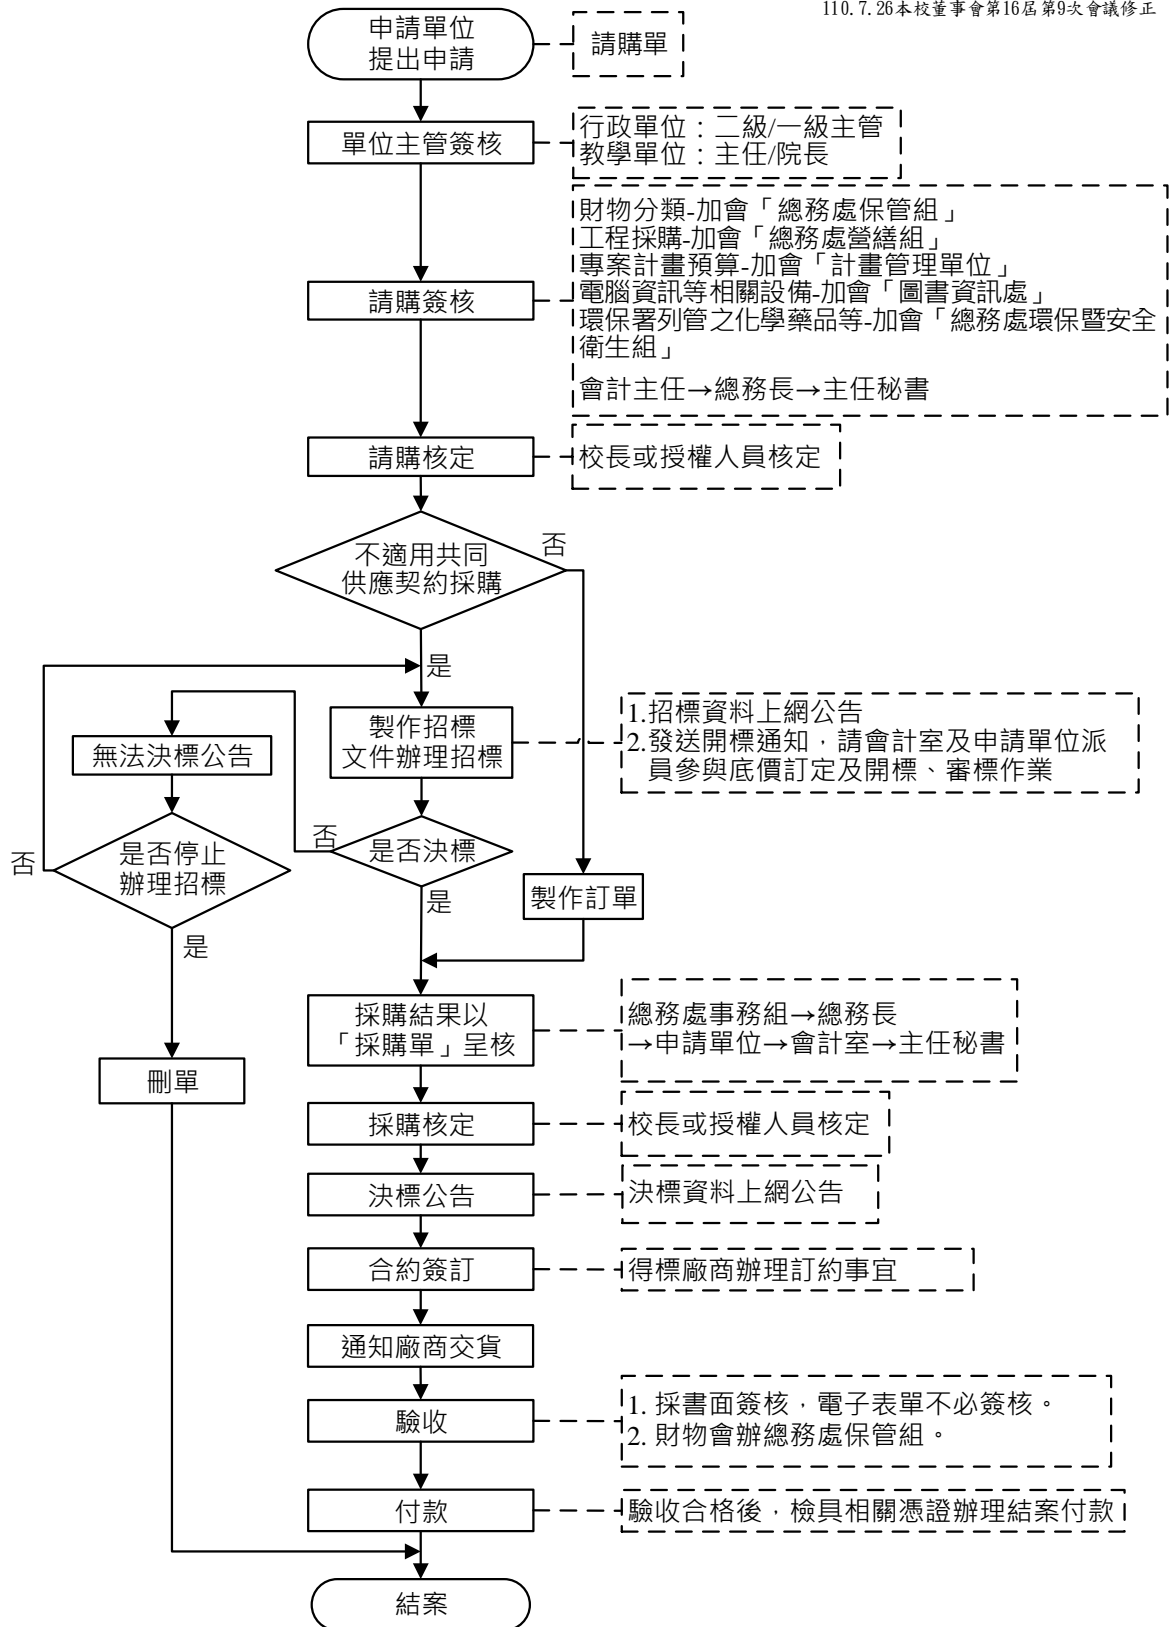 110.7.26本校董事會第16屆第9次會議修正
申請單位
提出申請
請購單
單位主管簽核
行政單位：二級/一級主管
教學單位：主任/院長
財物分類-加會「總務處保管組」
工程採購-加會「總務處營繕組」
專案計畫預算-加會「計畫管理單位」
電腦資訊等相關設備-加會「圖書資訊處」
環保署列管之化學藥品等-加會「總務處環保暨安全
衛生組」
會計主任→總務長→主任秘書
請購簽核
請購核定
校長或授權人員核定
不適用共同
供應契約採購
否
是
製作招標
文件辦理招標
1.招標資料上網公告
2.發送開標通知，請會計室及申請單位派
員參與底價訂定及開標、審標作業
無法決標公告
是否停止
辦理招標
否
是
是否決標
否
是
製作訂單
刪單
採購結果以
「採購單」呈核
總務處事務組→總務長
→申請單位→會計室→主任秘書
採購核定
校長或授權人員核定
決標公告
決標資料上網公告
合約簽訂
得標廠商辦理訂約事宜
通知廠商交貨
驗收
1. 採書面簽核，電子表單不必簽核。
2. 財物會辦總務處保管組。
付款
驗收合格後，檢具相關憑證辦理結案付款
結案